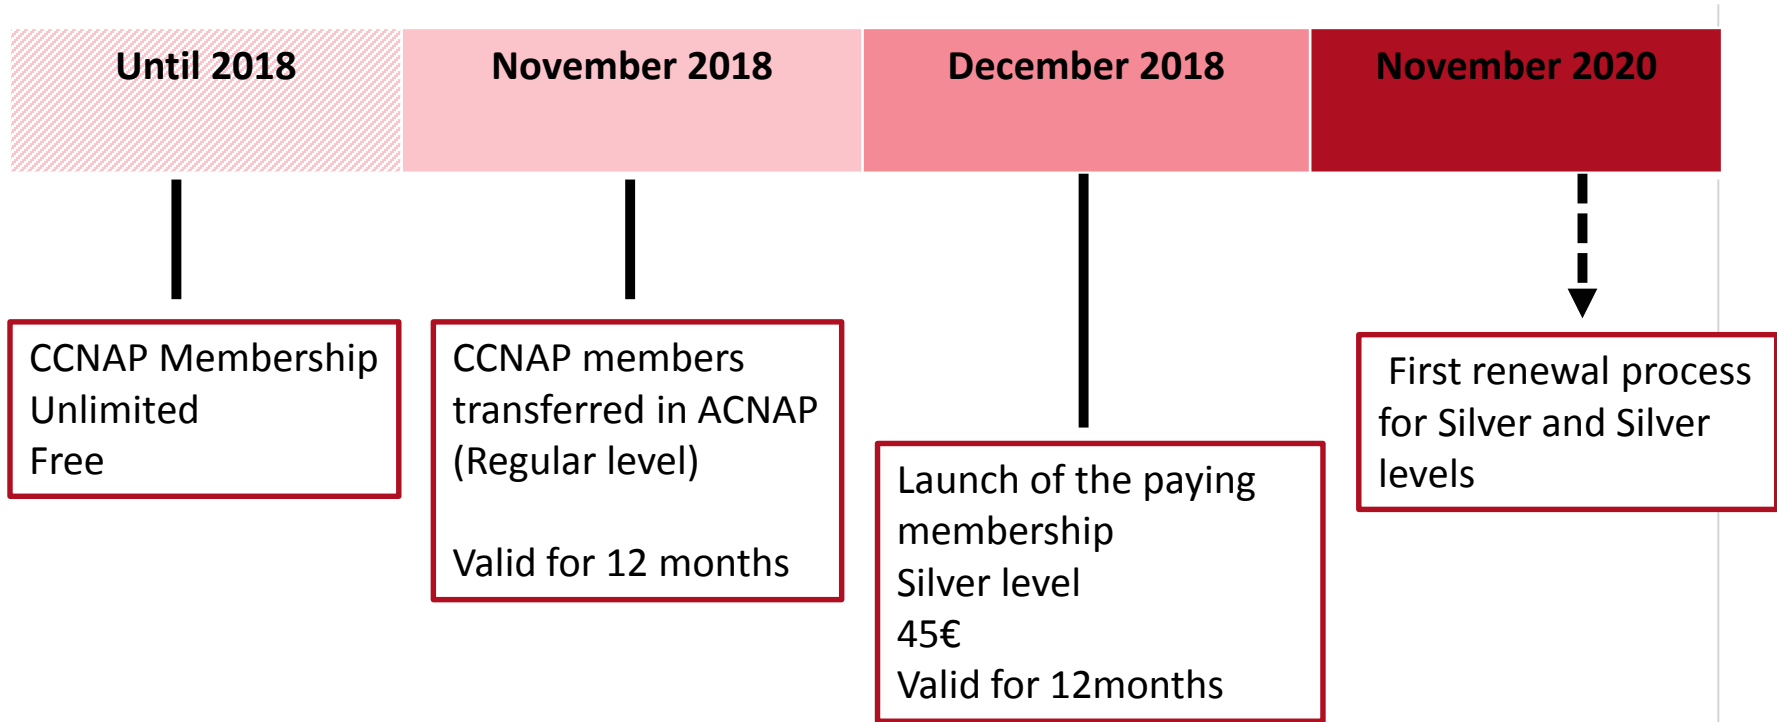 Until 2018
November 2018
December 2018
November 2020
CCNAP Membership
Unlimited
Free
CCNAP members
transferred in ACNAP
(Regular level)
Valid for 12 months
Launch of the paying
membership
Silver level
45€
Valid for 12months
First renewal process
for Silver and Silver
levels